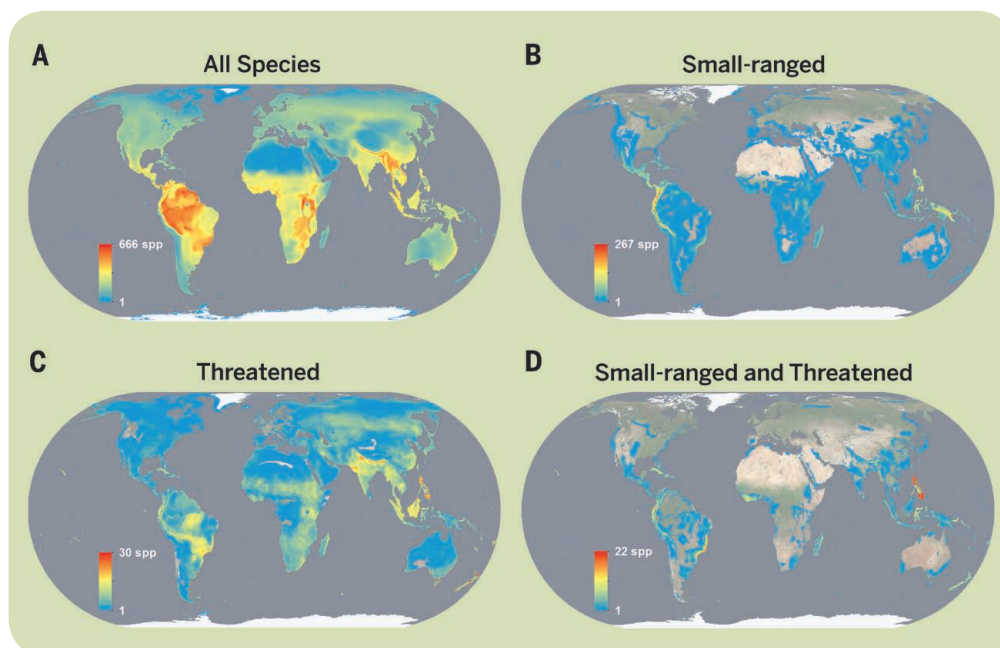 A
All Species
666 spp
1
B
Small-ranged
267 spp
1
C
Threatened
30 spp
1
D
Small-ranged and Threatened
22 spp
1